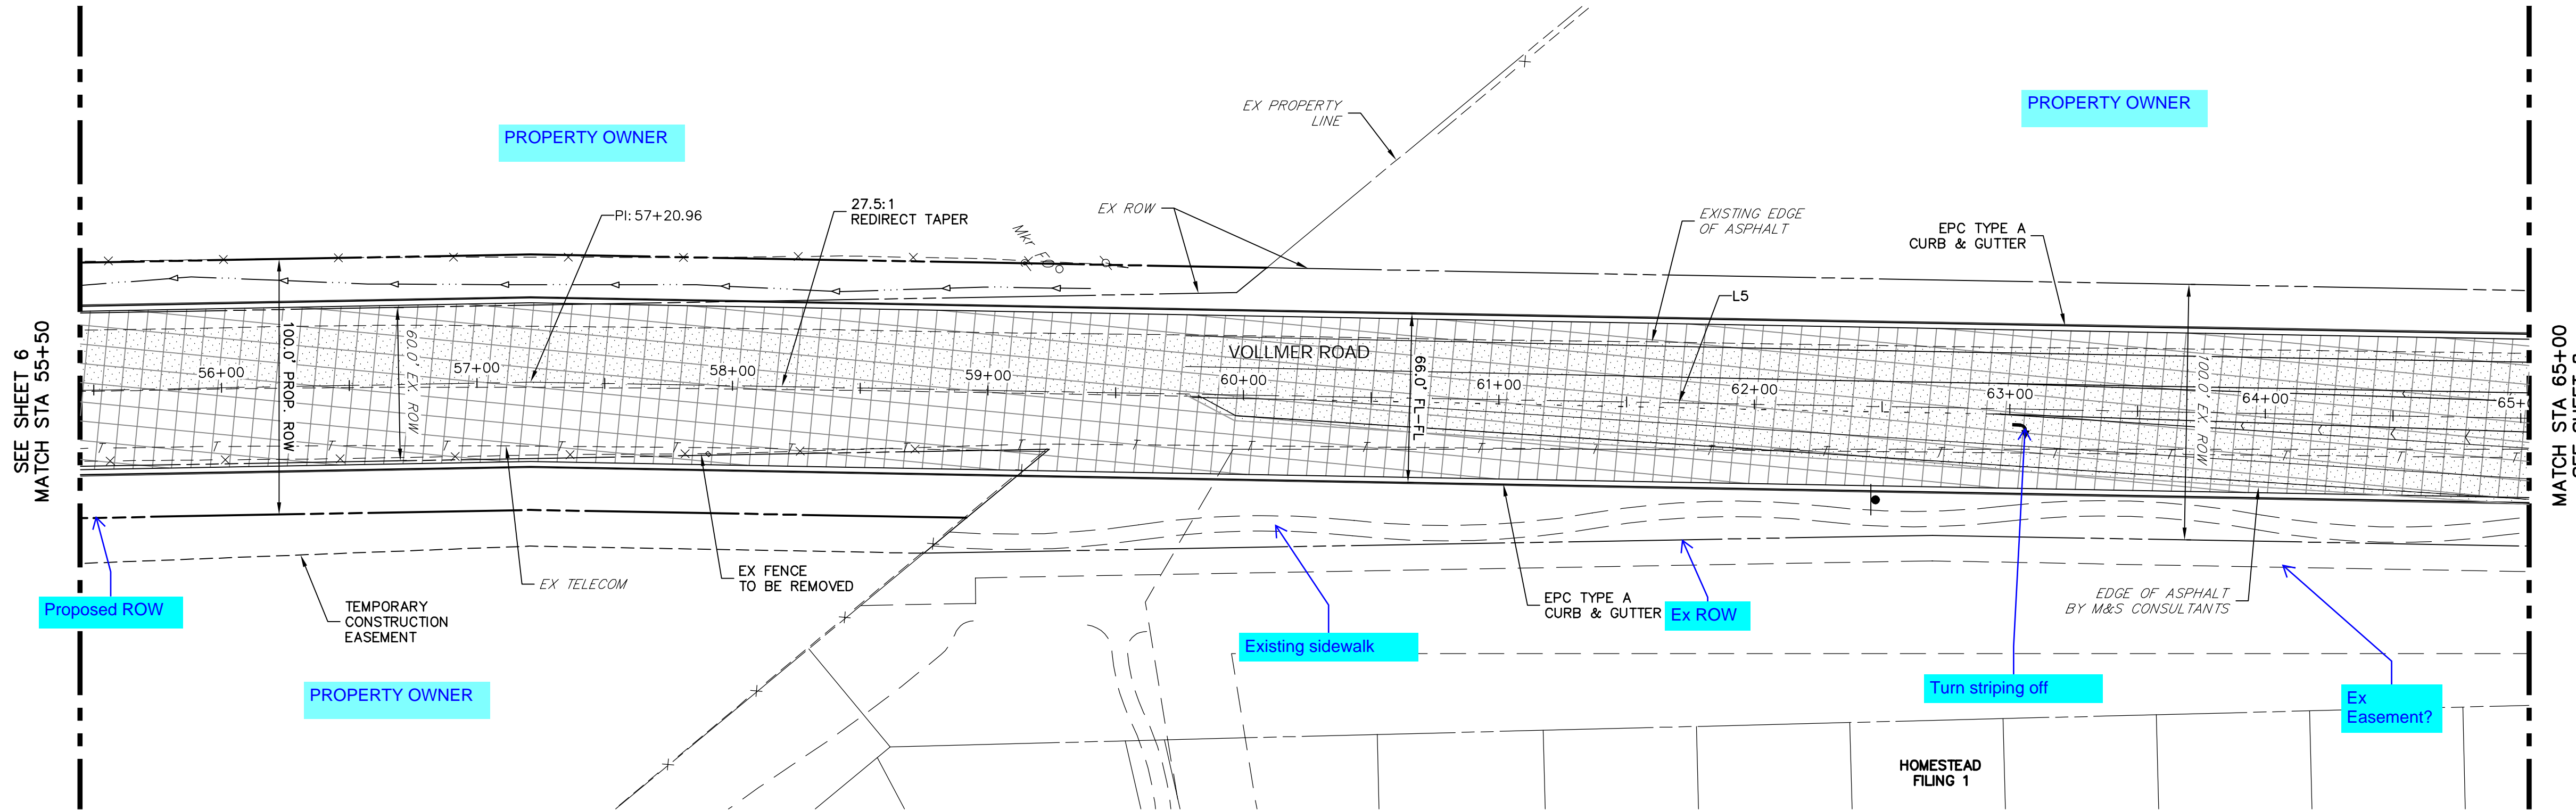 SEE SHEET 6
MATCH STA 55+50
PROPERTY OWNER
PROPERTY OWNER
EX PROPERTY
LINE
PI: 57+20.96
27.5:1
REDIRECT TAPER
Mkr FO
EX ROW
EXISTING EDGE
OF ASPHALT
EPC TYPE A
CURB & GUTTER
L5
VOLLMER ROAD
100.0' PROP. ROW
60.0' EX. ROW
66.0' FL-FL
100.0' EX. ROW
56+00
57+00
58+00
59+00
60+00
61+00
62+00
63+00
64+00
65+
T T T T T T T T T T T T T T T T T T T T T T
Proposed ROW
TEMPORARY
CONSTRUCTION
EASEMENT
EX TELECOM
EX FENCE
TO BE REMOVED
EPC TYPE A
CURB & GUTTER
Ex ROW
Existing sidewalk
EDGE OF ASPHALT
BY M&S CONSULTANTS
Turn striping off
Ex
Easement?
PROPERTY OWNER
HOMESTEAD
FILING 1
MATCH STA 65+00